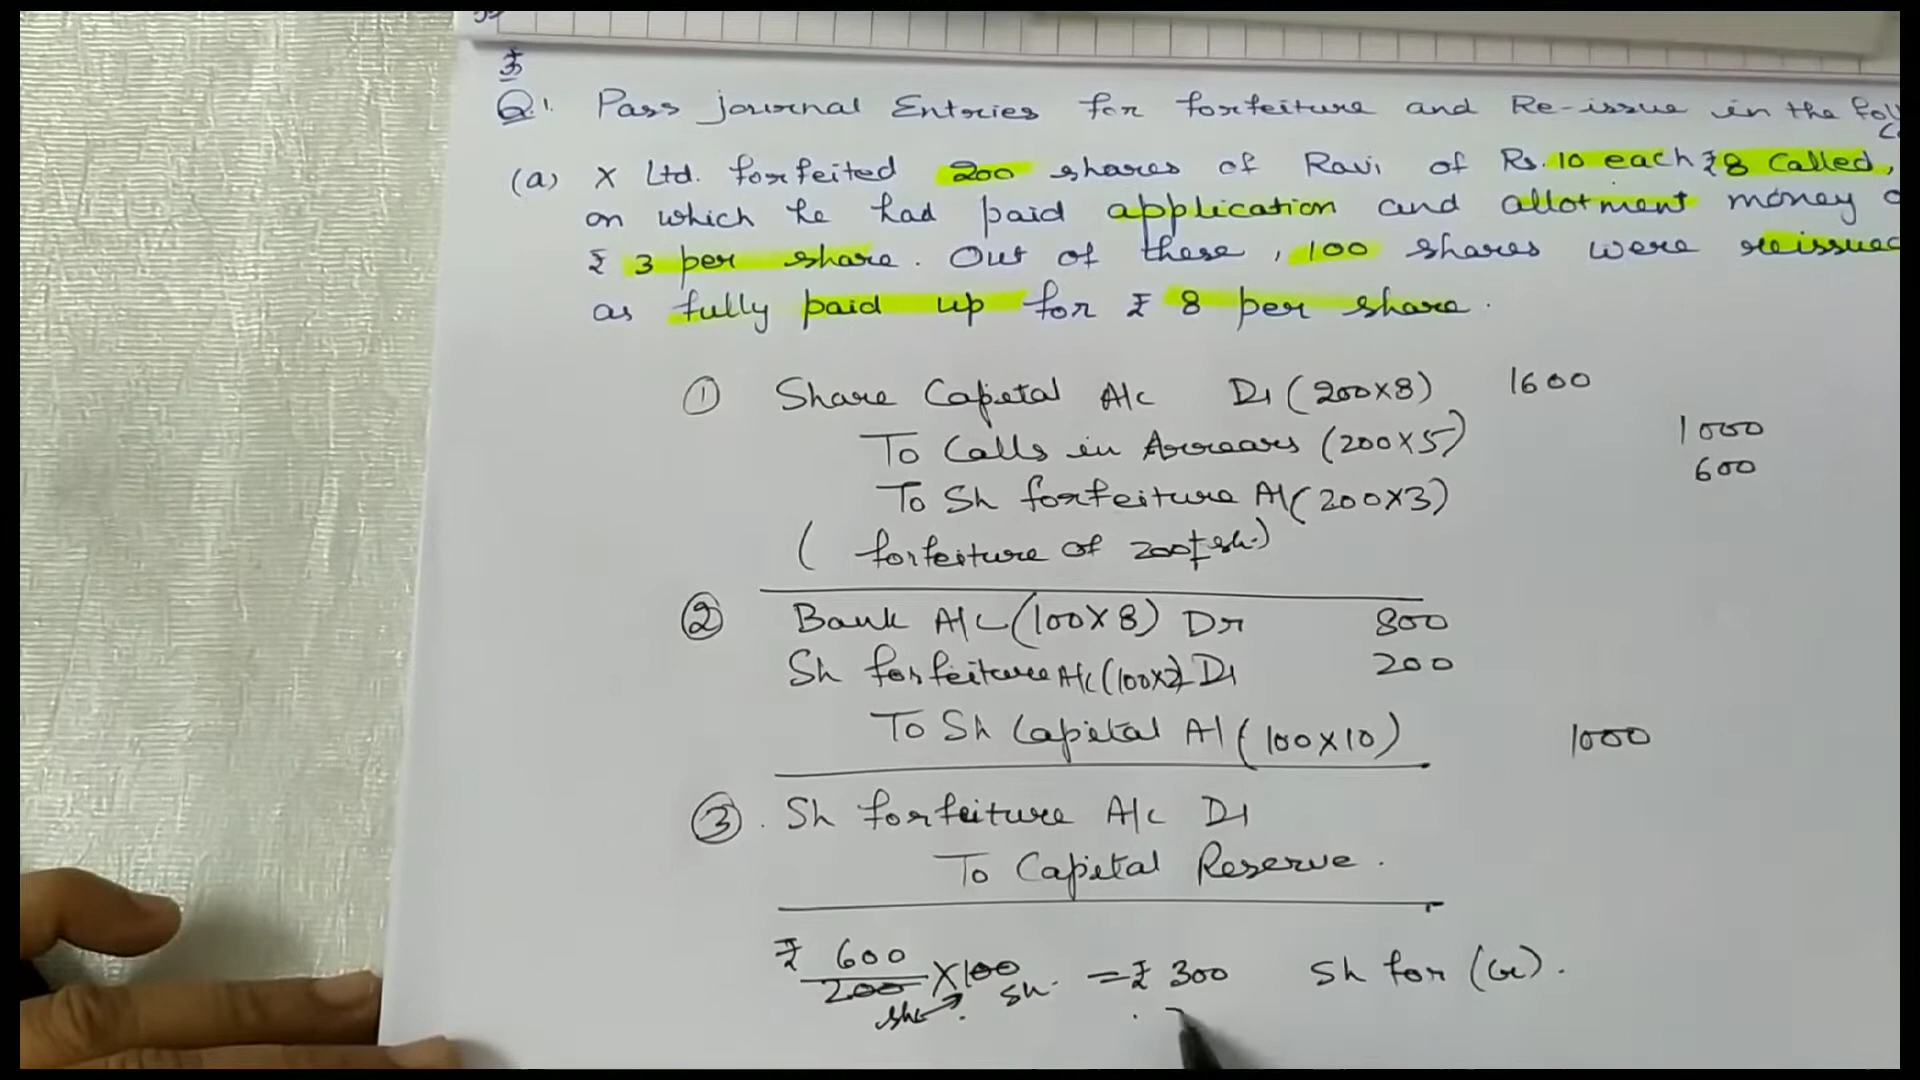 Q1. Pass journal Entries for forfeiture and Re-issue in the
(a) X Ltd. forfeited 200 shares of Ravi of Rs. 10 each ₹8 Called,
on which he had paid application and allotment money
₹ 3 per share. Out of these, 100 shares were reissued
as fully paid up for ₹ 8 per share.
① Share Capital A/c Dr (200×8) 1600
To Calls in Arrears (200×5) 1000
To Sh forfeiture A/ (200×3) 600
( forfeiture of 200 sh.)
② Bank A/c (100×8) Dr 800
Sh forfeiture A/c (100×2) Dr 200
To Sh Capital A/ (100×10) 1000
③. Sh forfeiture A/c Dr
To Capital Reserve.
₹ 600/200 sh × 100 sh. = ₹ 300 Sh for (Cr).